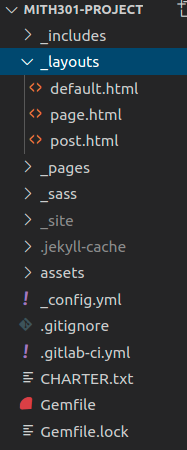 MITH301-PROJECT
_includes
_layouts
default.html
page.html
post.html
_pages
_sass
_site
.jekyll-cache
assets
_config.yml
.gitignore
.gitlab-ci.yml
CHARTER.txt
Gemfile
Gemfile.lock